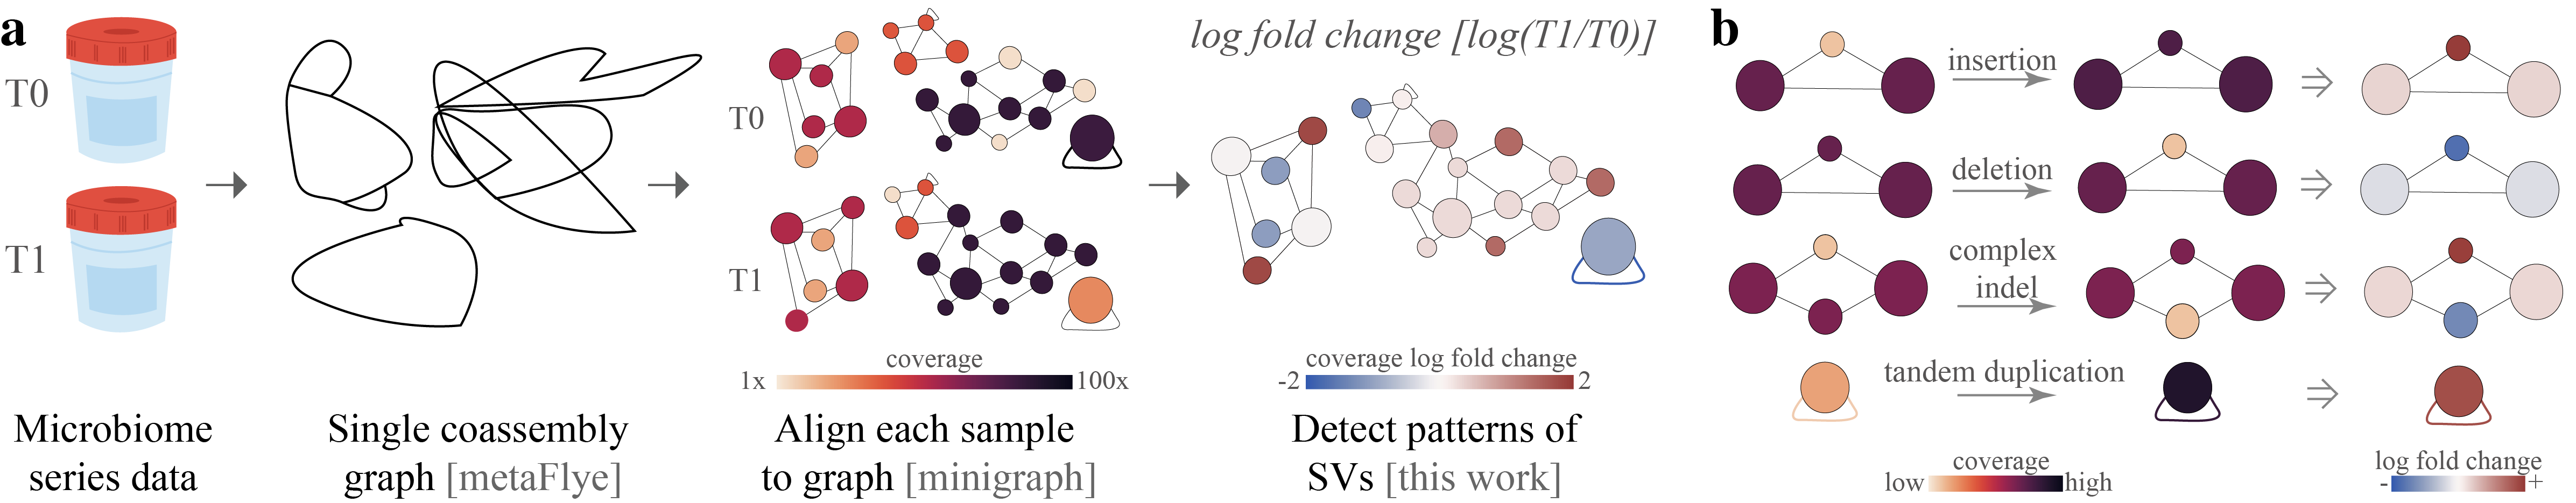 a
T0
T1
Microbiome
series data
Single coassembly
graph [metaFlye]
T0
T1
coverage
1x
100x
Align each sample
to graph [minigraph]
log fold change [log(T1/T0)]
coverage log fold change
-2
2
Detect patterns of
SVs [this work]
b
insertion
deletion
complex
indel
tandem duplication
coverage
low
high
log fold change
-
+